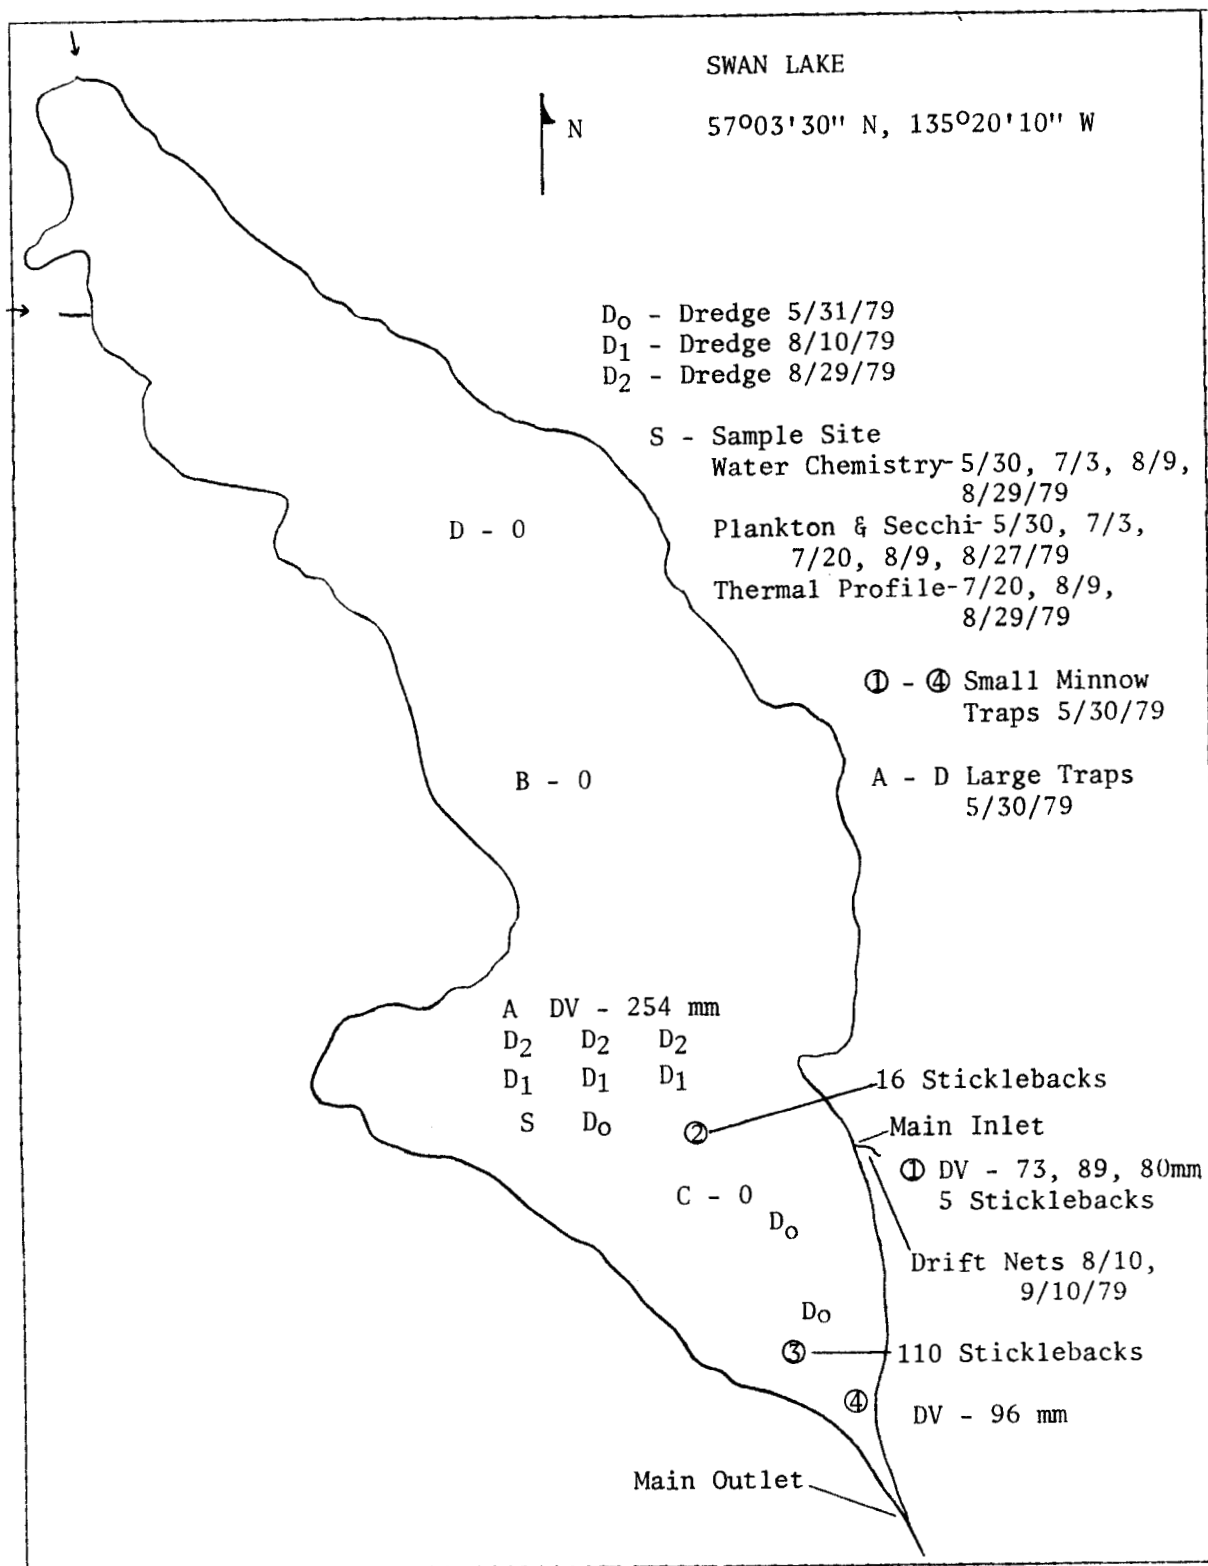 SWAN LAKE
N
57°03'30" N, 135°20'10" W
D₀ - Dredge 5/31/79
D₁ - Dredge 8/10/79
D₂ - Dredge 8/29/79
S - Sample Site
Water Chemistry- 5/30, 7/3, 8/9,
8/29/79
Plankton & Secchi- 5/30, 7/3,
7/20, 8/9, 8/27/79
Thermal Profile- 7/20, 8/9,
8/29/79
D - 0
① - ④ Small Minnow
Traps 5/30/79
B - 0
A - D Large Traps
5/30/79
A DV - 254 mm
D₂ D₂ D₂
D₁ D₁ D₁
S D₀
②
16 Sticklebacks
Main Inlet
① DV - 73, 89, 80mm
5 Sticklebacks
C - 0
D₀
Drift Nets 8/10,
9/10/79
D₀
③
110 Sticklebacks
④
DV - 96 mm
Main Outlet